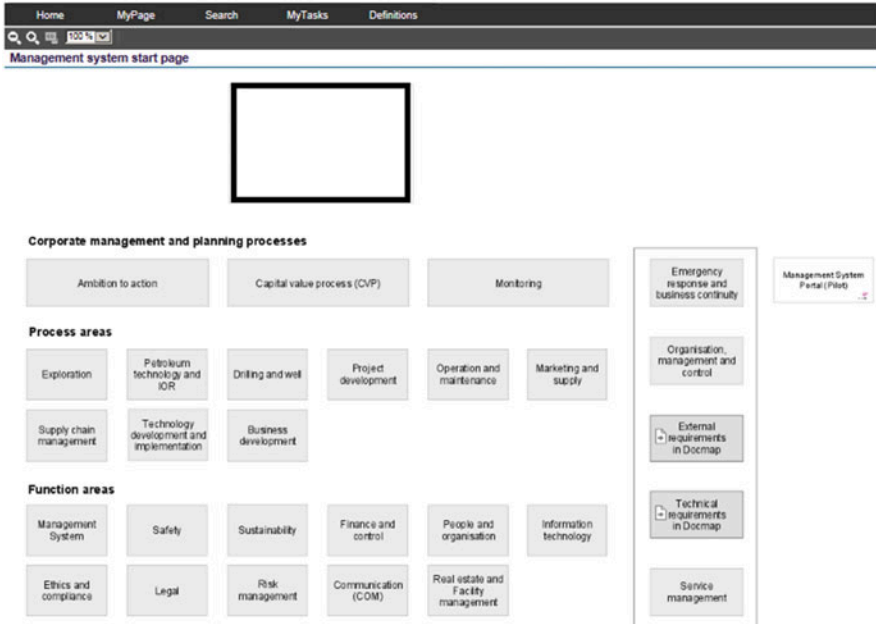 Home MyPage Search MyTasks Definitions
100 %
Management system start page
Corporate management and planning processes
Ambition to action
Capital value process (CVP)
Monitoring
Process areas
Exploration
Petroleum
technology and
IOR
Drilling and well
Project
development
Operation and
maintenance
Marketing and
supply
Supply chain
management
Technology
development and
implementation
Business
development
Function areas
Management
System
Safety
Sustainability
Finance and
control
People and
organisation
Information
technology
Ethics and
compliance
Legal
Risk
management
Communication
(COM)
Real estate and
Facility
management
Emergency
response and
business continuity
Organisation,
management and
control
External
requirements
in Docmap
Technical
requirements
in Docmap
Service
management
Management System
Portal (Pilot)